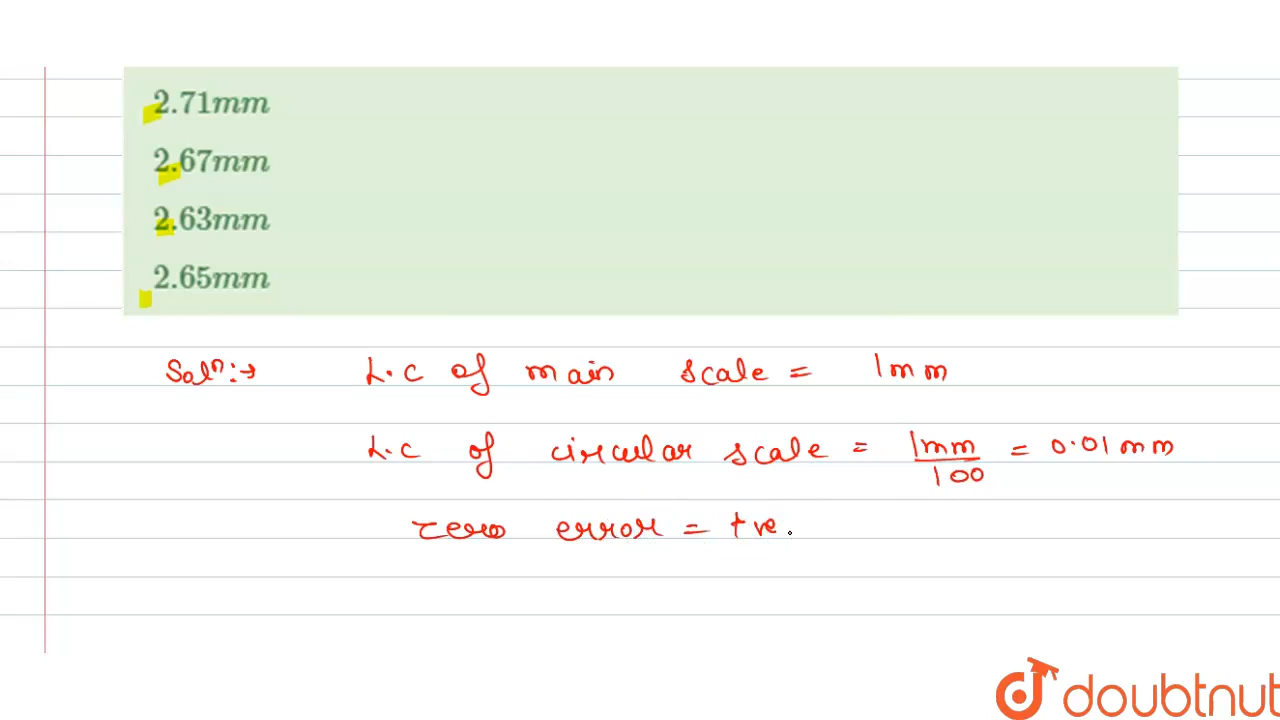 2.71mm
2.67mm
2.63mm
2.65mm
Solⁿ:→ L.C of main scale = 1mm
L.C of circular scale = 1mm/100 = 0.01mm
zero error = +ve.
doubtnut